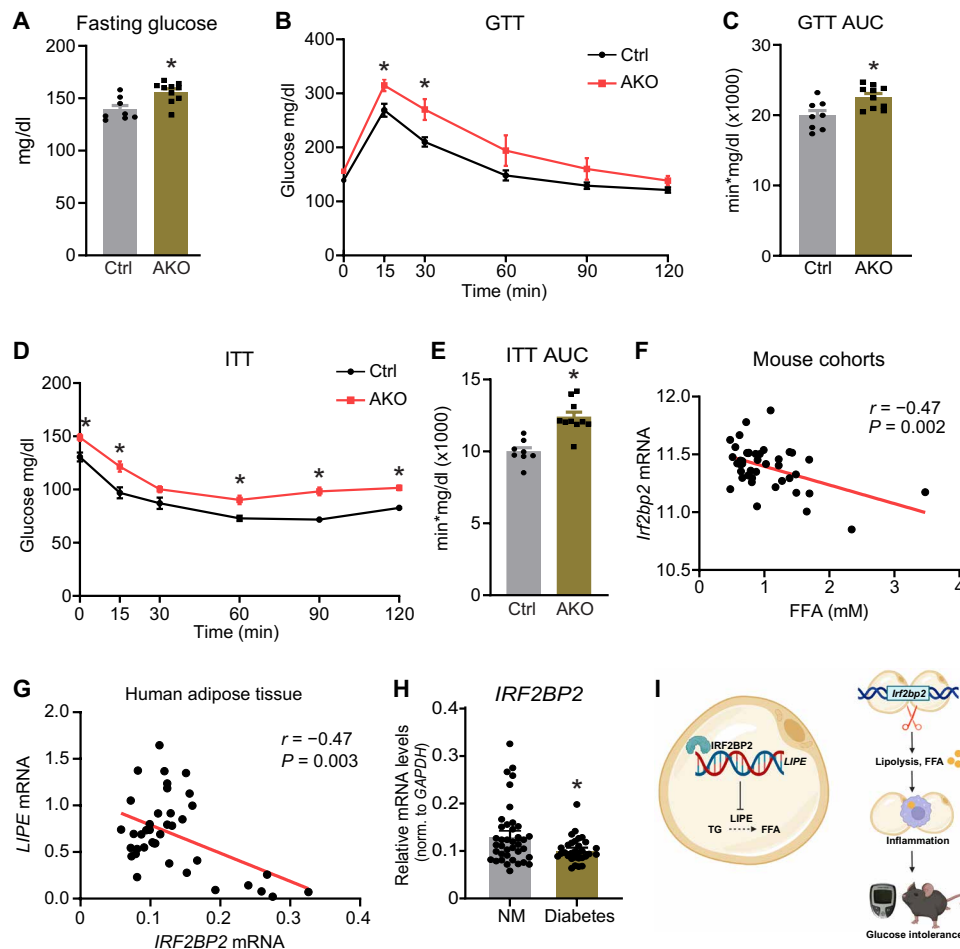 A
Fasting glucose
mg/dl
200
150
100
50
0
*
Ctrl
AKO
B
GTT
Glucose mg/dl
400
300
200
100
0
*
*
Ctrl
AKO
0
15
30
60
90
120
Time (min)
C
GTT AUC
min*mg/dl (x1000)
30
20
10
0
*
Ctrl
AKO
D
ITT
Glucose mg/dl
200
150
100
50
0
*
*
*
*
*
Ctrl
AKO
0
15
30
60
90
120
Time (min)
E
ITT AUC
min*mg/dl (x1000)
15
10
5
0
*
Ctrl
AKO
F
Mouse cohorts
Irf2bp2 mRNA
12.0
11.5
11.0
10.5
r = −0.47
P = 0.002
0
1
2
3
4
FFA (mM)
G
Human adipose tissue
LIPE mRNA
2.0
1.5
1.0
0.5
0.0
r = −0.47
P = 0.003
0
0.1
0.2
0.3
0.4
IRF2BP2 mRNA
H
IRF2BP2
Relative mRNA levels
(norm. to GAPDH)
0.4
0.3
0.2
0.1
0
*
NM
Diabetes
I
IRF2BP2
LIPE
LIPE
TG
FFA
Irf2bp2
Lipolysis, FFA
Inflammation
Glucose intolerance